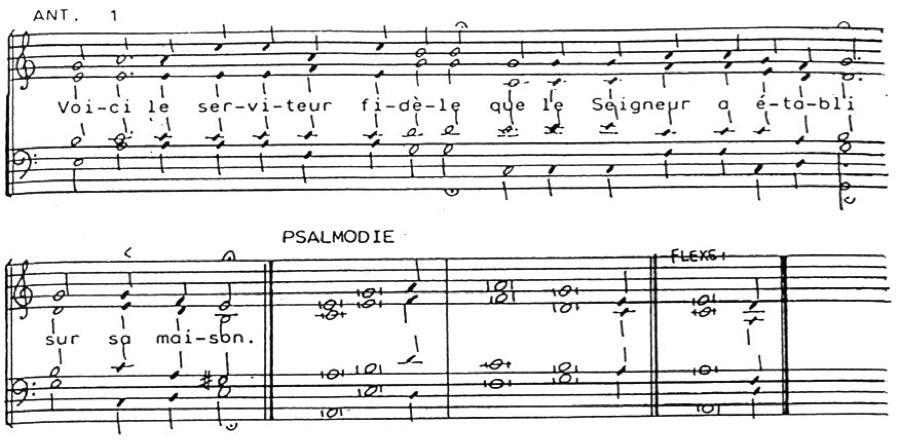 ANT. 1
Voi-ci le ser-vi-teur fi-dè-le que le Seigneur a é-ta-bli
PSALMODIE
FLEXE:
sur sa mai-son.